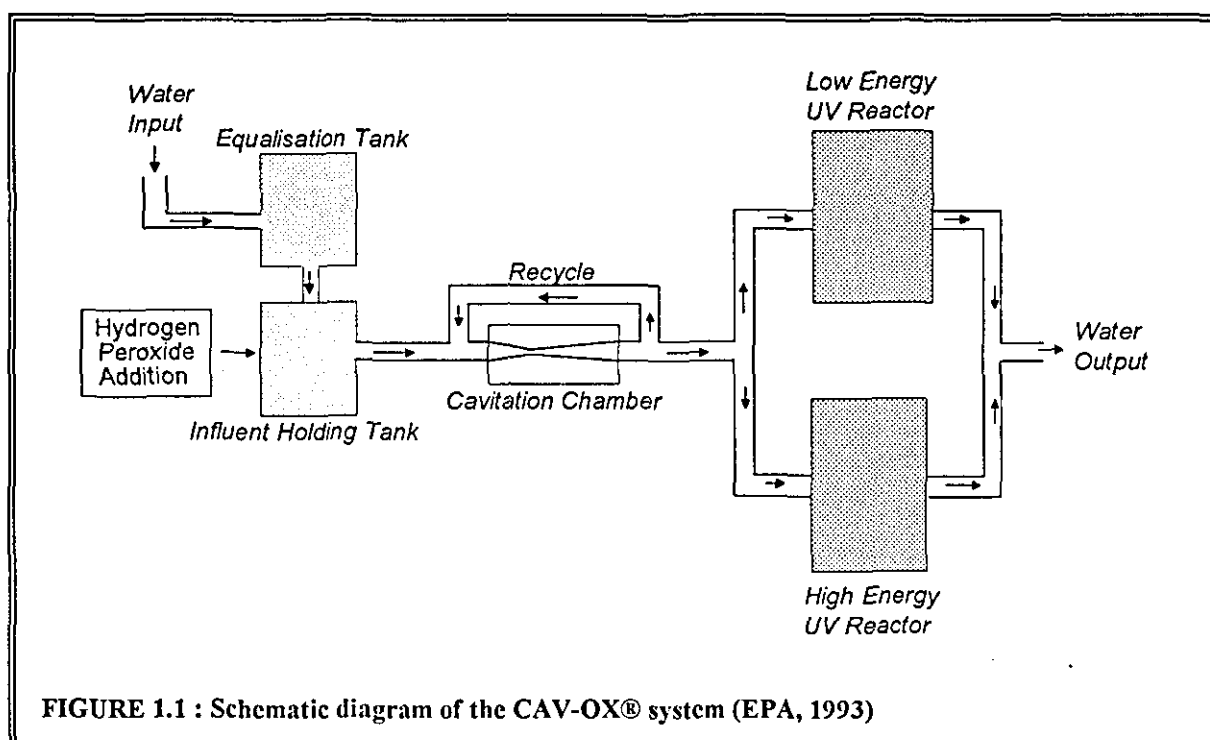 Water
Input
Equalisation Tank
Hydrogen
Peroxide
Addition
Influent Holding Tank
Recycle
Cavitation Chamber
Low Energy
UV Reactor
High Energy
UV Reactor
Water
Output
FIGURE 1.1 : Schematic diagram of the CAV-OX® system (EPA, 1993)